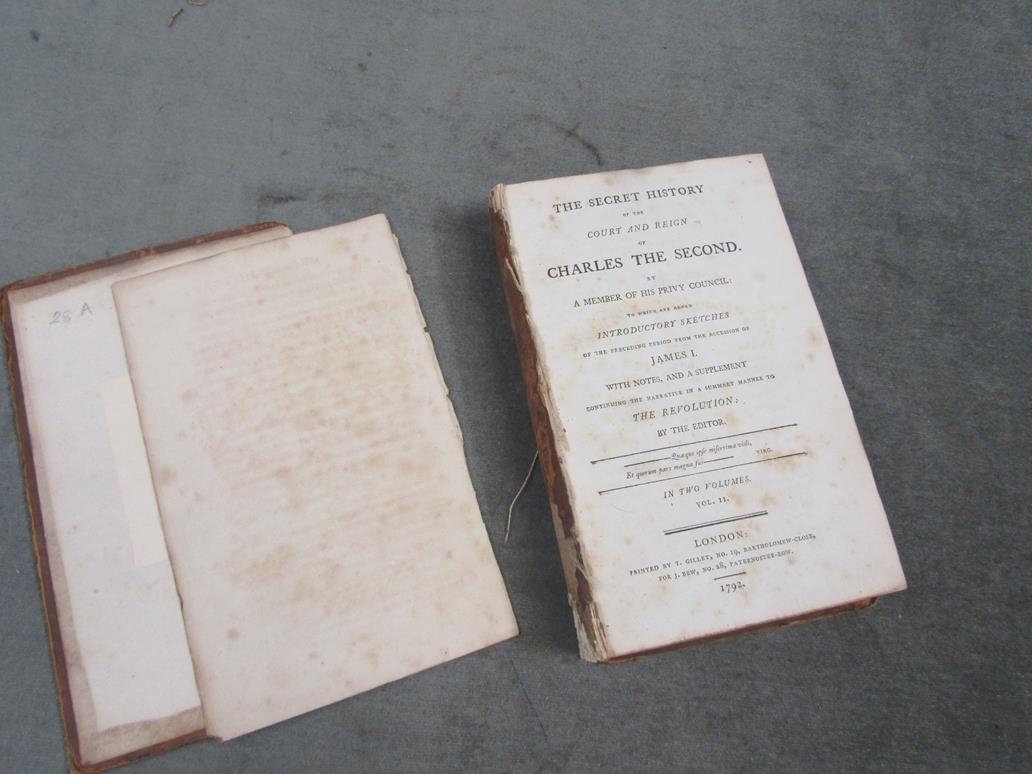 28 A
THE SECRET HISTORY
OF THE
COURT AND REIGN
OF
CHARLES THE SECOND.
BY
A MEMBER OF HIS PRIVY COUNCIL:
TO WHICH ARE ADDED
INTRODUCTORY SKETCHES
OF THE PRECEDING PERIOD FROM THE ACCESSION OF
JAMES I.
WITH NOTES, AND A SUPPLEMENT
CONTINUING THE NARRATIVE IN A SUMMARY MANNER TO
THE REVOLUTION:
BY THE EDITOR.
Quæque ipſe miſerrima vidi,
Et quorum pars magna fui VIRG.
IN TWO VOLUMES.
VOL. II.
LONDON:
PRINTED BY T. GILLET, NO. 19, BARTHOLOMEW-CLOSE,
FOR J. BEW, NO. 28, PATERNOSTER-ROW.
1792.